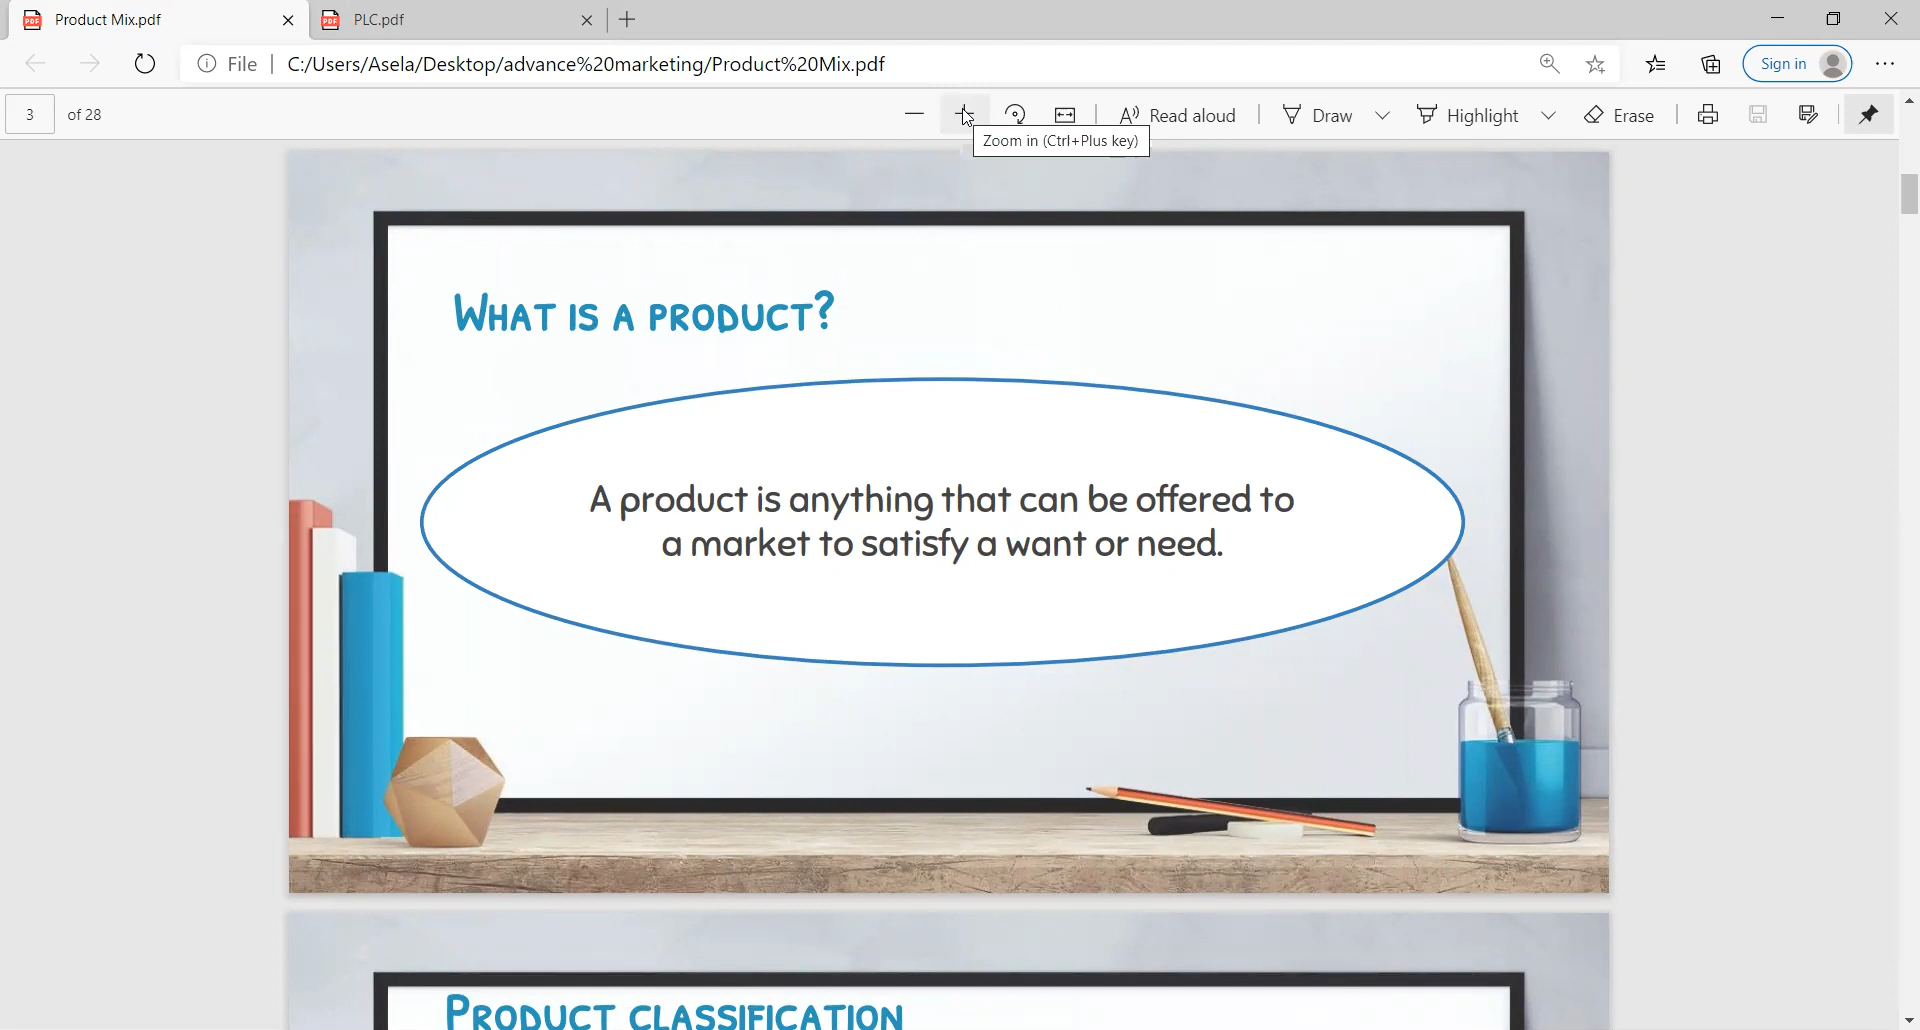 Product Mix.pdf
PLC.pdf
File
C:/Users/Asela/Desktop/advance%20marketing/Product%20Mix.pdf
Sign in
3 of 28
Read aloud
Draw
Highlight
Erase
Zoom in (Ctrl+Plus key)
WHAT IS A PRODUCT?
A product is anything that can be offered to
a market to satisfy a want or need.
PRODUCT CLASSIFICATION